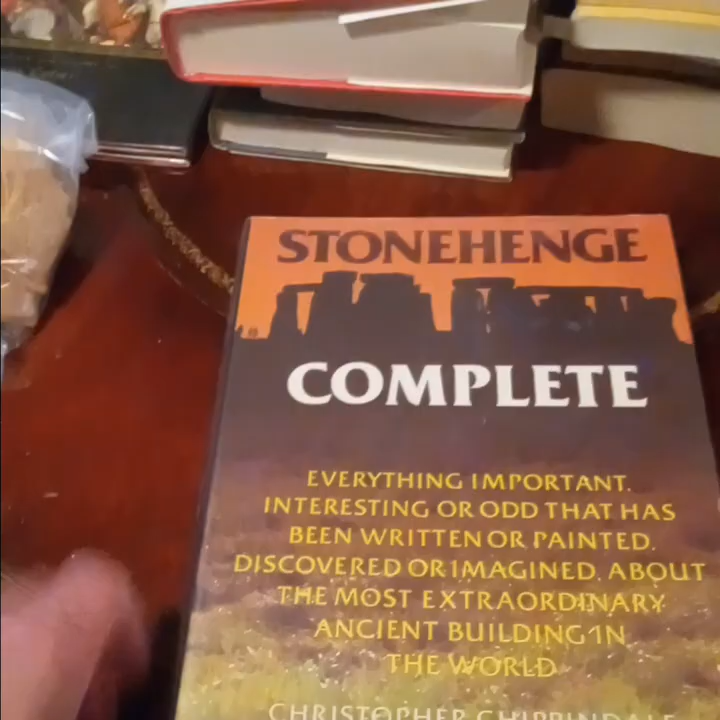 STONEHENGE
COMPLETE
EVERYTHING IMPORTANT,
INTERESTING OR ODD THAT HAS
BEEN WRITTEN OR PAINTED,
DISCOVERED OR IMAGINED, ABOUT
THE MOST EXTRAORDINARY
ANCIENT BUILDING IN
THE WORLD
CHRISTOPHER CHIPPINDALE